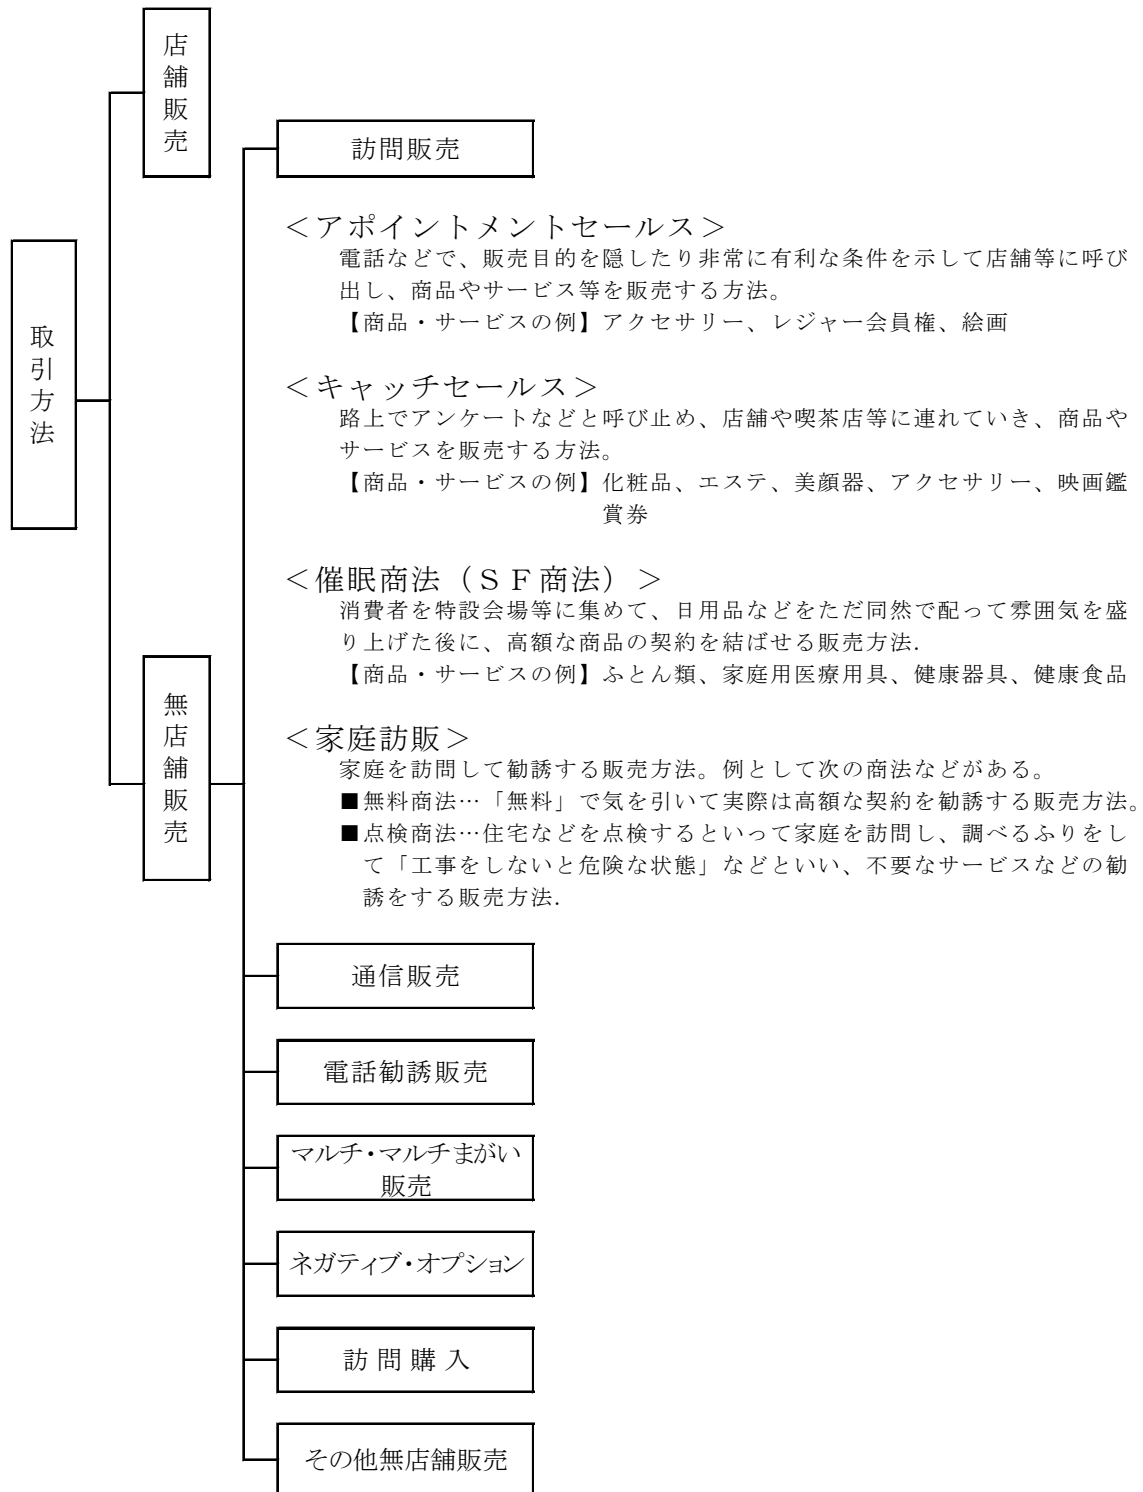 店舗販売
訪問販売
＜アポイントメントセールス＞
電話などで、販売目的を隠したり非常に有利な条件を示して店舗等に呼び
出し、商品やサービス等を販売する方法。
【商品・サービスの例】アクセサリー、レジャー会員権、絵画
取引方法
＜キャッチセールス＞
路上でアンケートなどと呼び止め、店舗や喫茶店等に連れていき、商品や
サービスを販売する方法。
【商品・サービスの例】化粧品、エステ、美顔器、アクセサリー、映画鑑
賞券
＜催眠商法（ＳＦ商法）＞
消費者を特設会場等に集めて、日用品などをただ同然で配って雰囲気を盛
り上げた後に、高額な商品の契約を結ばせる販売方法.
【商品・サービスの例】ふとん類、家庭用医療用具、健康器具、健康食品
無店舗販売
＜家庭訪販＞
家庭を訪問して勧誘する販売方法。例として次の商法などがある。
■無料商法…「無料」で気を引いて実際は高額な契約を勧誘する販売方法。
■点検商法…住宅などを点検するといって家庭を訪問し、調べるふりをし
て「工事をしないと危険な状態」などといい、不要なサービスなどの勧
誘をする販売方法.
通信販売
電話勧誘販売
マルチ・マルチまがい
販売
ネガティブ・オプション
訪問購入
その他無店舗販売